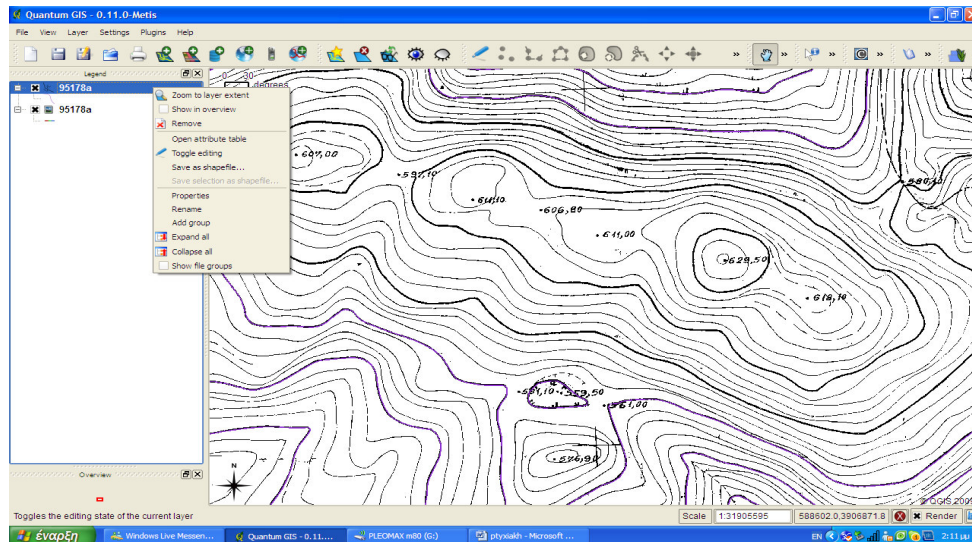 Quantum GIS - 0.11.0-Metis
File View Layer Settings Plugins Help
Legend
95178a
95178a
0 30
degrees
Zoom to layer extent
Show in overview
Remove
Open attribute table
Toggle editing
Save as shapefile...
Save selection as shapefile...
Properties
Rename
Add group
Expand all
Collapse all
Show file groups
607,00
597,10
611,10
606,20
611,00
629,50
618,10
580,10
551,10
559,50
561,00
576,90
Overview
N
© QGIS 2009
Toggles the editing state of the current layer
Scale 1:31905595 588602.0,3906871.8 Render
έναρξη
Windows Live Messen...
Quantum GIS - 0.11....
PLEOMAX m80 (G:)
ptyxiakh - Microsoft ...
EN
2:11 μμ